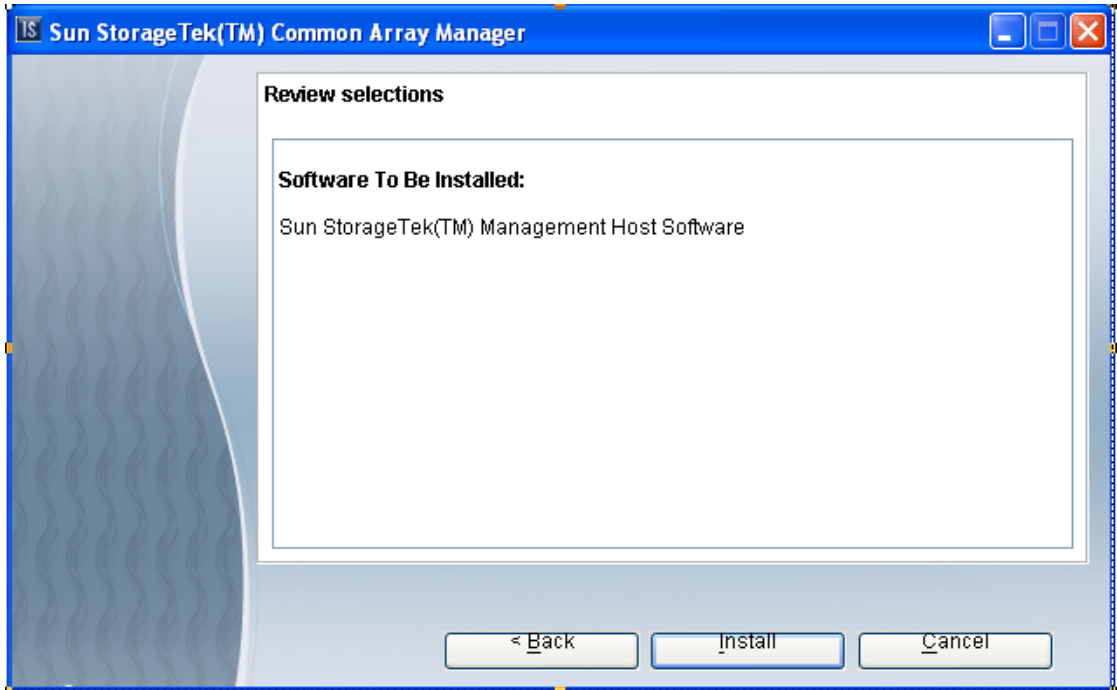 IS Sun StorageTek(TM) Common Array Manager
Review selections
Software To Be Installed:
Sun StorageTek(TM) Management Host Software
< Back Install Cancel